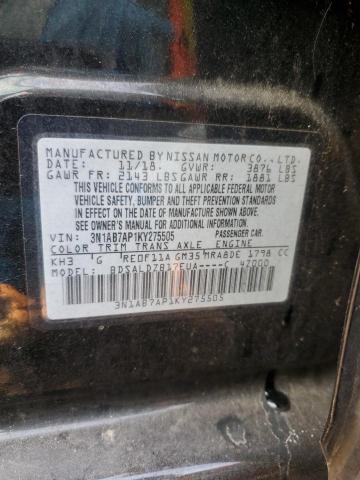 MANUFACTURED BY NISSAN MOTOR CO., LTD.
DATE: 11/18 GVWR: 3876 LBS
GAWR FR: 2143 LBS GAWR RR: 1881 LBS
THIS VEHICLE CONFORMS TO ALL APPLICABLE FEDERAL MOTOR
VEHICLE SAFETY, BUMPER, AND THEFT PREVENTION
STANDARDS IN EFFECT ON THE DATE OF MANUFACTURE SHOWN ABOVE.
SEE OWNER'S MANUAL FOR ADDITIONAL INFORMATION.
VIN: 3N1AB7AP1KY275505 PASSENGER CAR
COLOR TRIM TRANS AXLE ENGINE
KH3 G RE0F11A GM35 MRA8DE 1798 CC
MODEL: BDSALDZB17EUA----C 47000
3N1AB7AP1KY275505